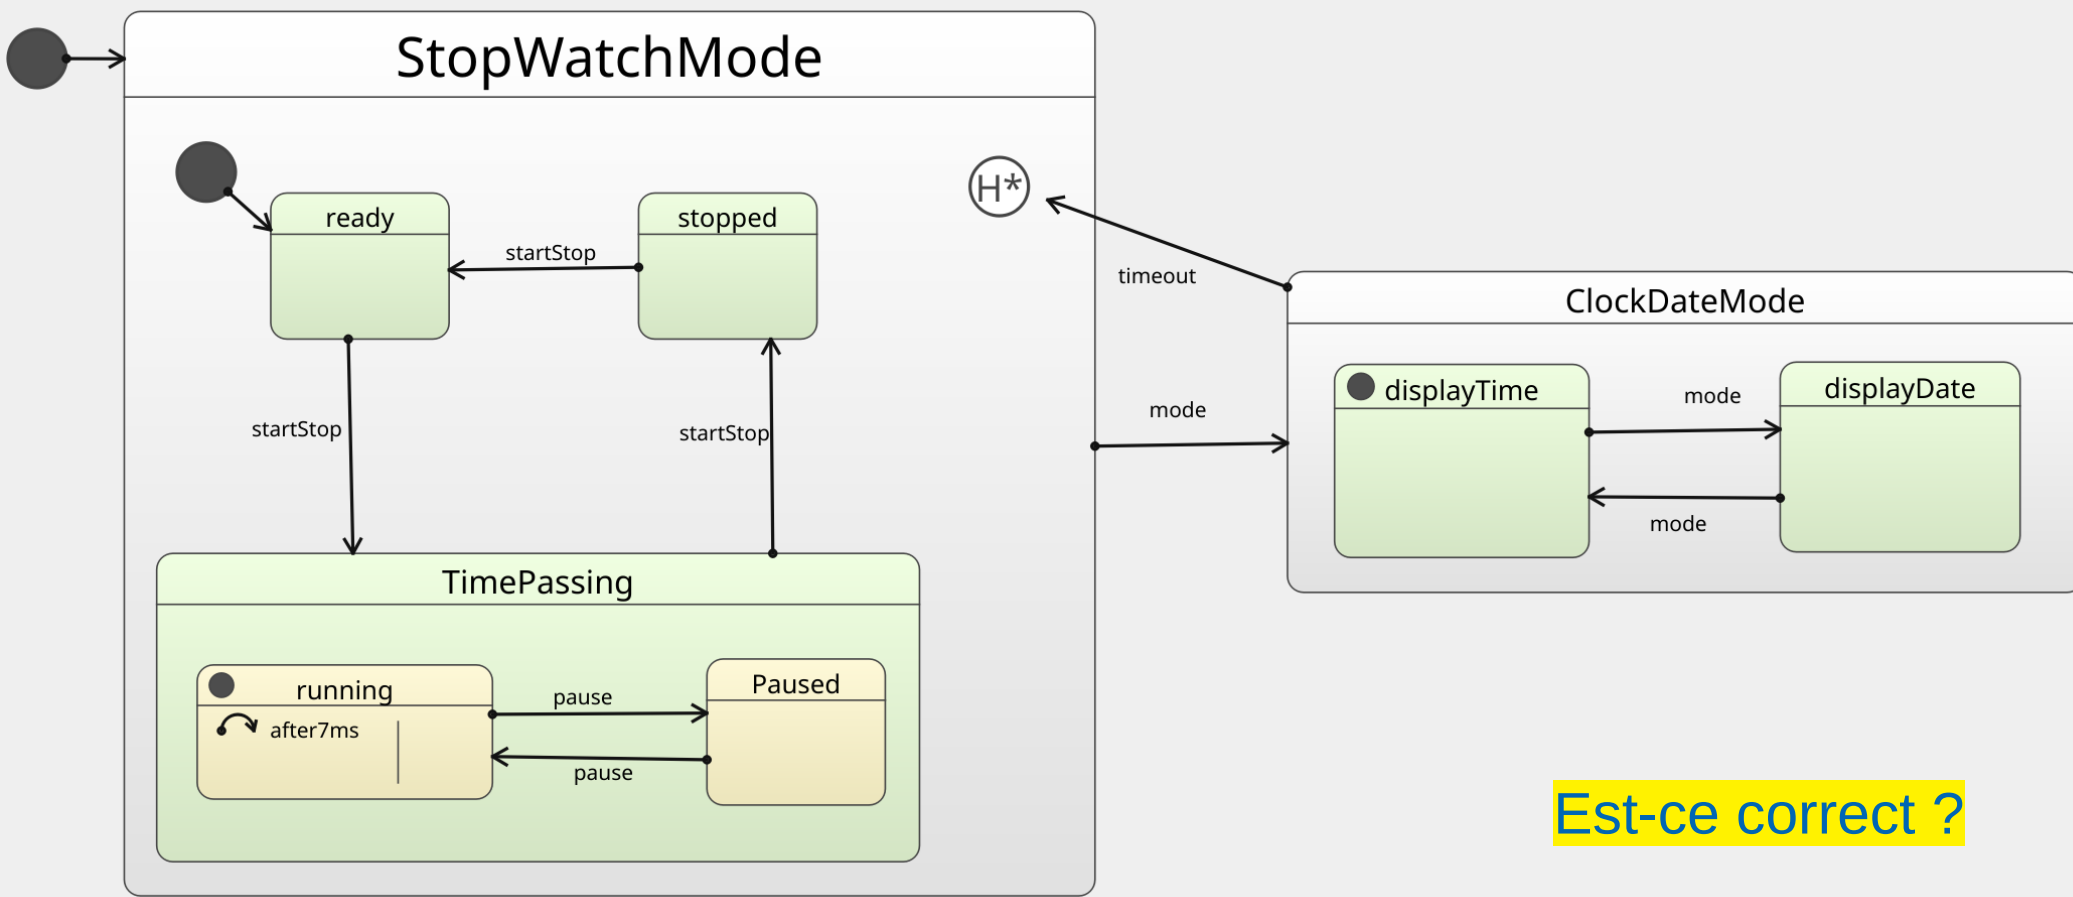 StopWatchMode
H*
ready
stopped
startStop
timeout
ClockDateMode
displayTime
mode
displayDate
mode
startStop
startStop
mode
TimePassing
running
pause
Paused
after7ms
pause
Est-ce correct ?